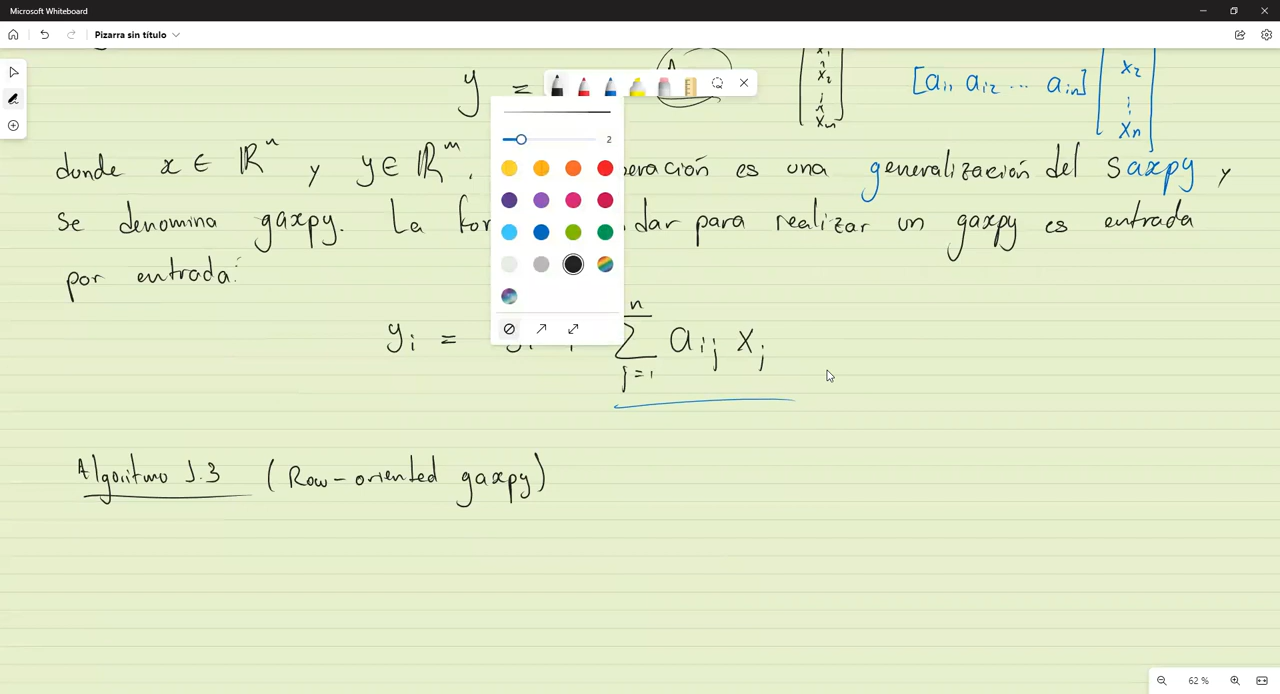 Microsoft Whiteboard
Pizarra sin título
y =
x1
x2
xn
[ai1 ai2 ... ain]
x2
⋮
xn
donde x ∈ ℝⁿ y y ∈ ℝᵐ. eración es una generalización del saxpy y
2
se denomina gaxpy. La for dar para realizar un gaxpy es entrada
por entrada:
yi = n ∑ j=1 aij xj
Algoritmo 1.3 (Row-oriented gaxpy)
62 %